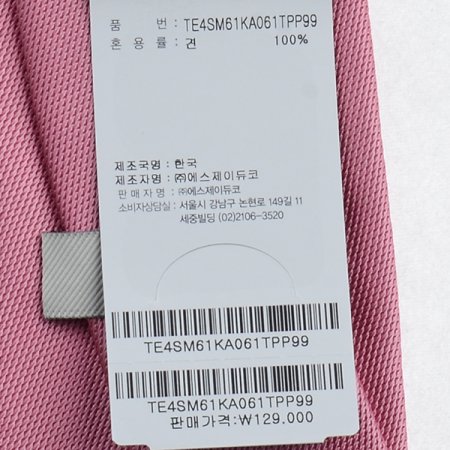 품 번: TE4SM61KA061TPP99
혼 용 률: 견 100%
제조국명 : 한국
제조자명 : ㈜에스제이듀코
판 매 자 명 : ㈜에스제이듀코
소비자상담실 : 서울시 강남구 논현로 149길 11
세중빌딩 (02)2106-3520
TE4SM61KA061TPP99
TE4SM61KA061TPP99
판매가격:₩129,000